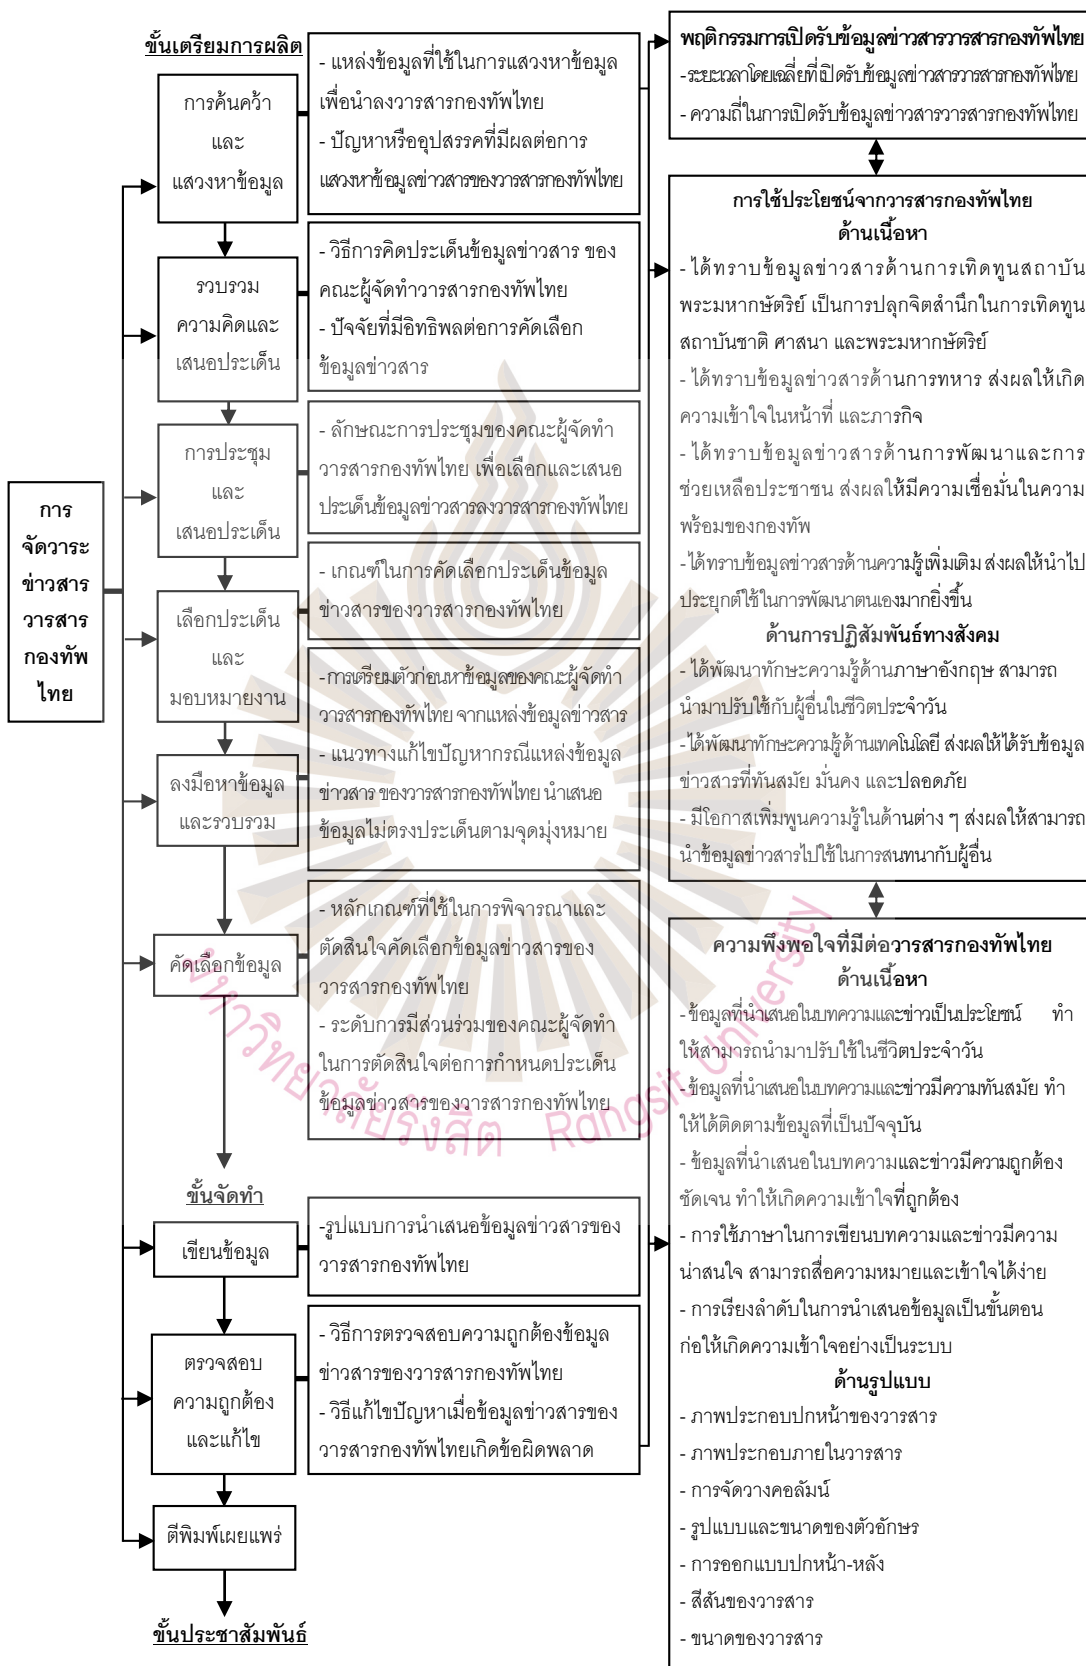 การ
จัดวาระ
ข่าวสาร
วารสาร
กองทัพ
ไทย
ขั้นเตรียมการผลิต
การค้นคว้า
และ
แสวงหาข้อมูล
- แหล่งข้อมูลที่ใช้ในการแสวงหาข้อมูล
เพื่อนำลงวารสารกองทัพไทย
- ปัญหาหรืออุปสรรคที่มีผลต่อการ
แสวงหาข้อมูลข่าวสารของวารสารกองทัพไทย
รวบรวม
ความคิดและ
เสนอประเด็น
- วิธีการคิดประเด็นข้อมูลข่าวสาร ของ
คณะผู้จัดทำวารสารกองทัพไทย
- ปัจจัยที่มีอิทธิพลต่อการคัดเลือก
ข้อมูลข่าวสาร
การประชุม
และ
เสนอประเด็น
- ลักษณะการประชุมของคณะผู้จัดทำ
วารสารกองทัพไทย เพื่อเลือกและเสนอ
ประเด็นข้อมูลข่าวสารลงวารสารกองทัพไทย
เลือกประเด็น
และ
มอบหมายงาน
- เกณฑ์ในการคัดเลือกประเด็นข้อมูล
ข่าวสารของวารสารกองทัพไทย
ลงมือหาข้อมูล
และรวบรวม
-การเตรียมตัวก่อนหาข้อมูลของคณะผู้จัดทำ
วารสารกองทัพไทย จากแหล่งข้อมูลข่าวสาร
- แนวทางแก้ไขปัญหากรณีแหล่งข้อมูล
ข่าวสาร ของวารสารกองทัพไทย นำเสนอ
ข้อมูลไม่ตรงประเด็นตามจุดมุ่งหมาย
คัดเลือกข้อมูล
- หลักเกณฑ์ที่ใช้ในการพิจารณาและ
ตัดสินใจคัดเลือกข้อมูลข่าวสารของ
วารสารกองทัพไทย
- ระดับการมีส่วนร่วมของคณะผู้จัดทำ
ในการตัดสินใจต่อการกำหนดประเด็น
ข้อมูลข่าวสารของวารสารกองทัพไทย
ขั้นจัดทำ
เขียนข้อมูล
-รูปแบบการนำเสนอข้อมูลข่าวสารของ
วารสารกองทัพไทย
ตรวจสอบ
ความถูกต้อง
และแก้ไข
- วิธีการตรวจสอบความถูกต้องข้อมูล
ข่าวสารของวารสารกองทัพไทย
- วิธีแก้ไขปัญหาเมื่อข้อมูลข่าวสารของ
วารสารกองทัพไทยเกิดข้อผิดพลาด
ตีพิมพ์เผยแพร่
ขั้นประชาสัมพันธ์
พฤติกรรมการเปิดรับข้อมูลข่าวสารวารสารกองทัพไทย
-ระยะเวลาโดยเฉลี่ยที่เปิดรับข้อมูลข่าวสารวารสารกองทัพไทย
- ความถี่ในการเปิดรับข้อมูลข่าวสารวารสารกองทัพไทย
การใช้ประโยชน์จากวารสารกองทัพไทย
ด้านเนื้อหา
- ได้ทราบข้อมูลข่าวสารด้านการเทิดทูนสถาบัน
พระมหากษัตริย์ เป็นการปลุกจิตสำนึกในการเทิดทูน
สถาบันชาติ ศาสนา และพระมหากษัตริย์
- ได้ทราบข้อมูลข่าวสารด้านการทหาร ส่งผลให้เกิด
ความเข้าใจในหน้าที่ และภารกิจ
- ได้ทราบข้อมูลข่าวสารด้านการพัฒนาและการ
ช่วยเหลือประชาชน ส่งผลให้มีความเชื่อมั่นในความ
พร้อมของกองทัพ
-ได้ทราบข้อมูลข่าวสารด้านความรู้เพิ่มเติม ส่งผลให้นำไป
ประยุกต์ใช้ในการพัฒนาตนเองมากยิ่งขึ้น
ด้านการปฏิสัมพันธ์ทางสังคม
- ได้พัฒนาทักษะความรู้ด้านภาษาอังกฤษ สามารถ
นำมาปรับใช้กับผู้อื่นในชีวิตประจำวัน
-ได้พัฒนาทักษะความรู้ด้านเทคโนโลยี ส่งผลให้ได้รับข้อมูล
ข่าวสารที่ทันสมัย มั่นคง และปลอดภัย
- มีโอกาสเพิ่มพูนความรู้ในด้านต่าง ๆ ส่งผลให้สามารถ
นำข้อมูลข่าวสารไปใช้ในการสนทนากับผู้อื่น
ความพึงพอใจที่มีต่อวารสารกองทัพไทย
ด้านเนื้อหา
-ข้อมูลที่นำเสนอในบทความและข่าวเป็นประโยชน์ ทำ
ให้สามารถนำมาปรับใช้ในชีวิตประจำวัน
-ข้อมูลที่นำเสนอในบทความและข่าวมีความทันสมัย ทำ
ให้ได้ติดตามข้อมูลที่เป็นปัจจุบัน
- ข้อมูลที่นำเสนอในบทความและข่าวมีความถูกต้อง
ชัดเจน ทำให้เกิดความเข้าใจที่ถูกต้อง
- การใช้ภาษาในการเขียนบทความและข่าวมีความ
น่าสนใจ สามารถสื่อความหมายและเข้าใจได้ง่าย
- การเรียงลำดับในการนำเสนอข้อมูลเป็นขั้นตอน
ก่อให้เกิดความเข้าใจอย่างเป็นระบบ
ด้านรูปแบบ
- ภาพประกอบปกหน้าของวารสาร
- ภาพประกอบภายในวารสาร
- การจัดวางคอลัมน์
- รูปแบบและขนาดของตัวอักษร
- การออกแบบปกหน้า-หลัง
- สีสันของวารสาร
- ขนาดของวารสาร
มหาวิทยาลัยรังสิต Rangsit University